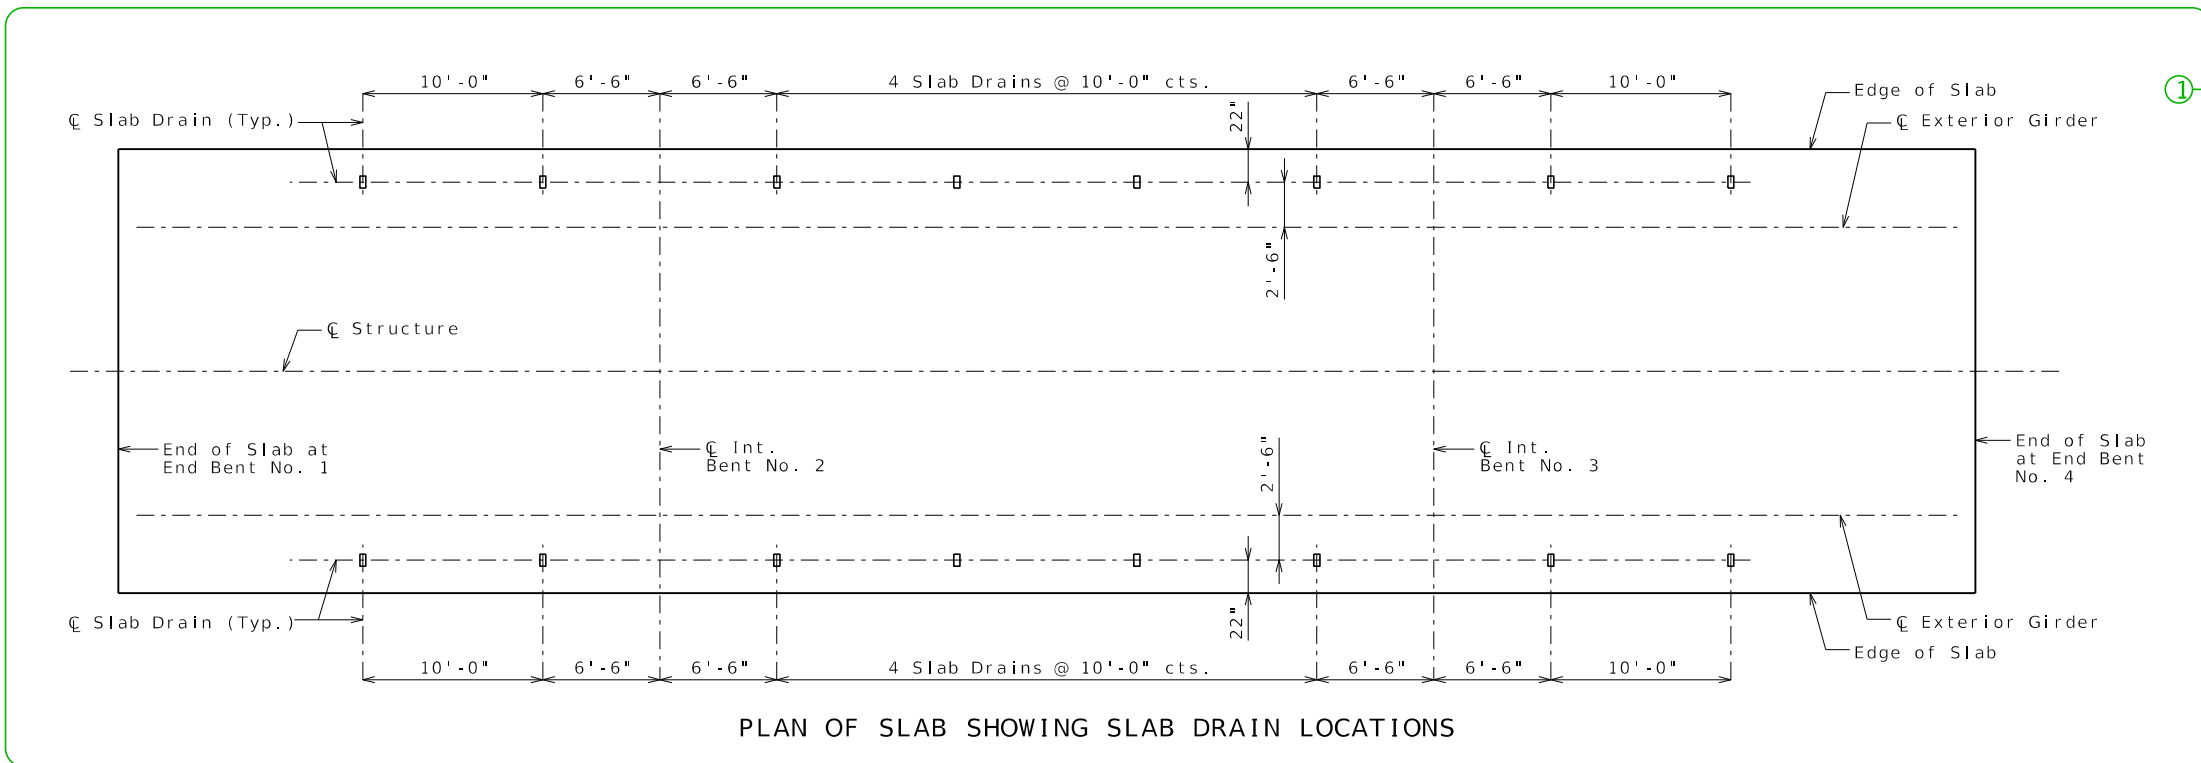 10'-0" 6'-6" 6'-6" 4 Slab Drains @ 10'-0" cts. 6'-6" 6'-6" 10'-0"
Edge of Slab
1
℄ Slab Drain (Typ.)
22"
℄ Exterior Girder
2'-6"
℄ Structure
End of Slab at
End Bent No. 1
℄ Int.
Bent No. 2
2'-6"
℄ Int.
Bent No. 3
End of Slab
at End Bent
No. 4
℄ Slab Drain (Typ.)
22"
℄ Exterior Girder
Edge of Slab
10'-0" 6'-6" 6'-6" 4 Slab Drains @ 10'-0" cts. 6'-6" 6'-6" 10'-0"
PLAN OF SLAB SHOWING SLAB DRAIN LOCATIONS